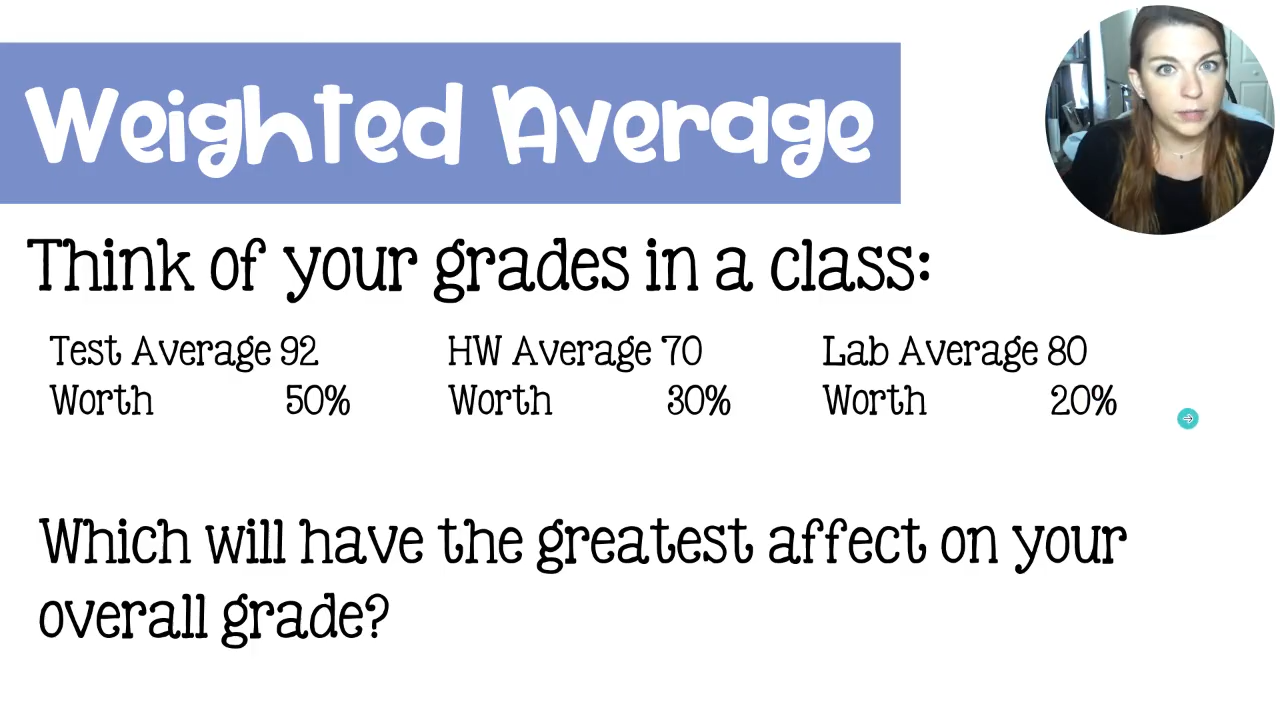 Weighted Average
Think of your grades in a class:
Test Average 92
Worth 50%
HW Average 70
Worth 30%
Lab Average 80
Worth 20%
Which will have the greatest affect on your
overall grade?